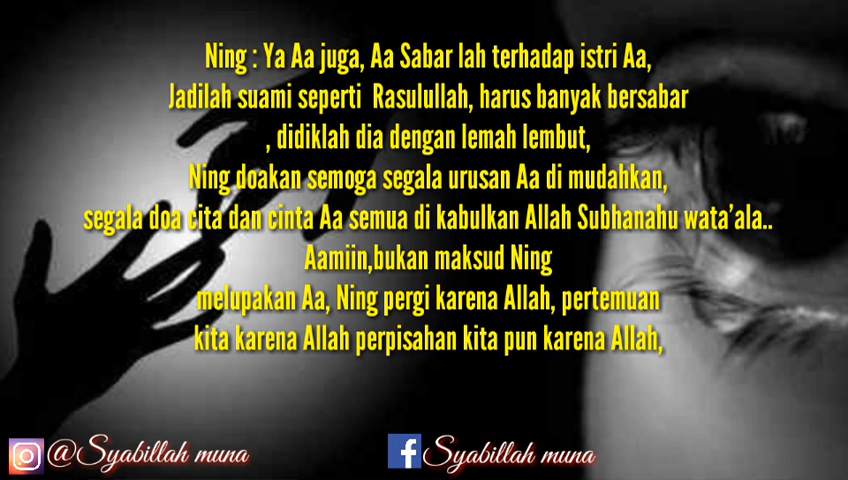 Ning : Ya Aa juga, Aa Sabar lah terhadap istri Aa,
Jadilah suami seperti Rasulullah, harus banyak bersabar
, didiklah dia dengan lemah lembut,
Ning doakan semoga segala urusan Aa di mudahkan,
segala doa cita dan cinta Aa semua di kabulkan Allah Subhanahu wata'ala..
Aamiin,bukan maksud Ning
melupakan Aa, Ning pergi karena Allah, pertemuan
kita karena Allah perpisahan kita pun karena Allah,
@Syabillah muna
Syabillah muna